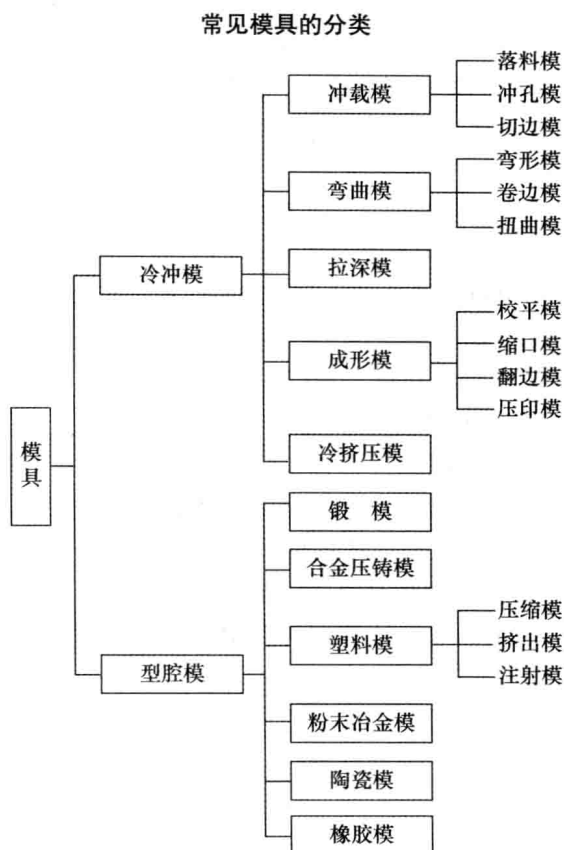 常见模具的分类
模具
冷冲模
冲载模
落料模
冲孔模
切边模
弯曲模
弯形模
卷边模
扭曲模
拉深模
成形模
校平模
缩口模
翻边模
压印模
冷挤压模
型腔模
锻 模
合金压铸模
塑料模
压缩模
挤出模
注射模
粉末冶金模
陶瓷模
橡胶模